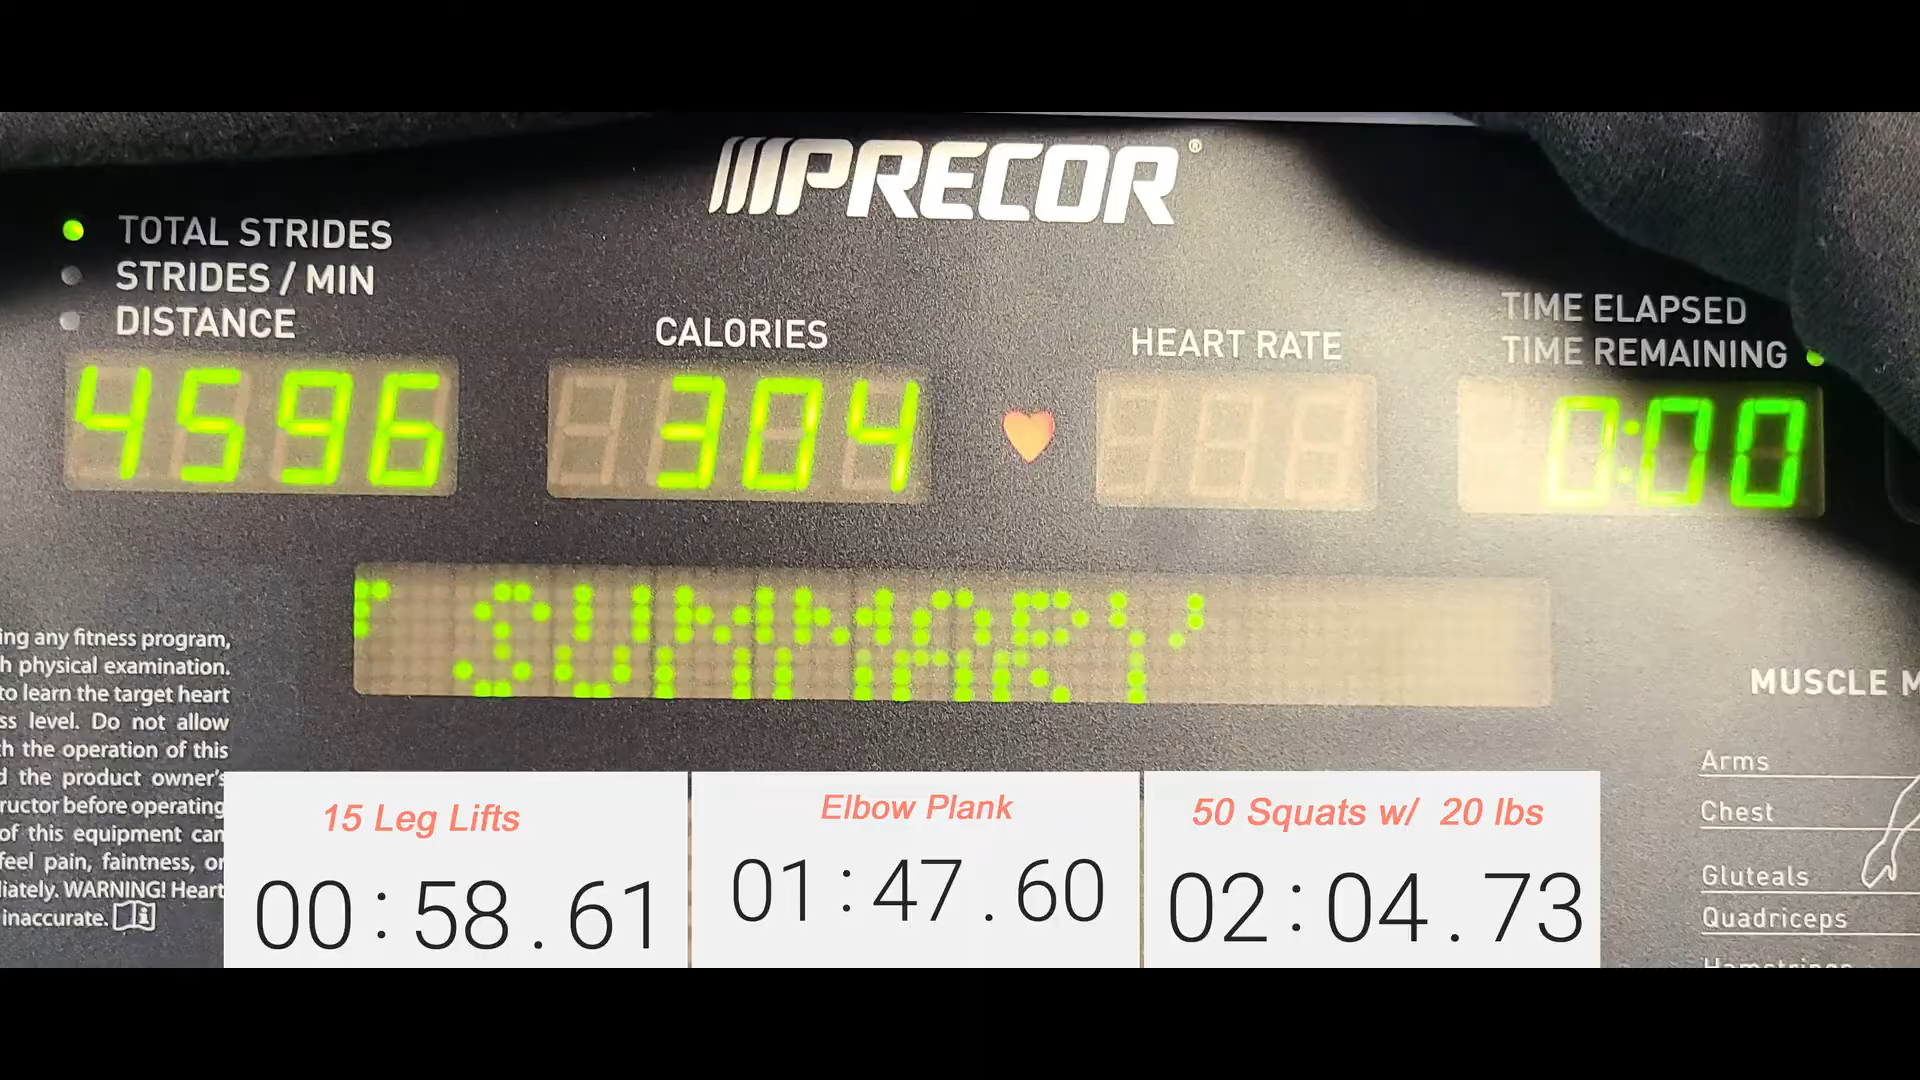 PRECOR®
TOTAL STRIDES
STRIDES / MIN
DISTANCE
4596
CALORIES
304
HEART RATE
TIME ELAPSED
TIME REMAINING
0:00
SUMMARY
ing any fitness program,
h physical examination.
to learn the target heart
ss level. Do not allow
th the operation of this
d the product owner's
ructor before operating
of this equipment can
feel pain, faintness, or
liately. WARNING! Heart
inaccurate.
MUSCLE M
Arms
Chest
Gluteals
Quadriceps
Hamstrings
15 Leg Lifts
00:58.61
Elbow Plank
01:47.60
50 Squats w/ 20 lbs
02:04.73